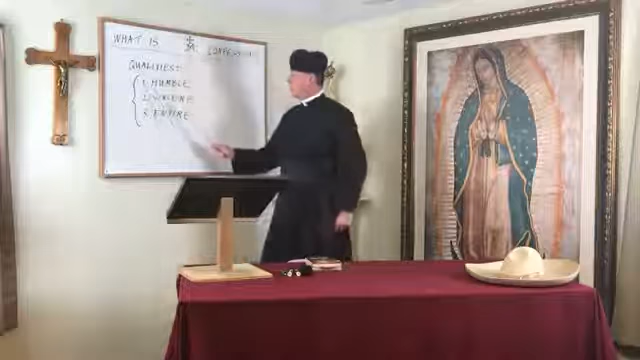 WHAT IS
QUALITIES:
1. HUMBLE
2. SINCERE
3. ENTIRE